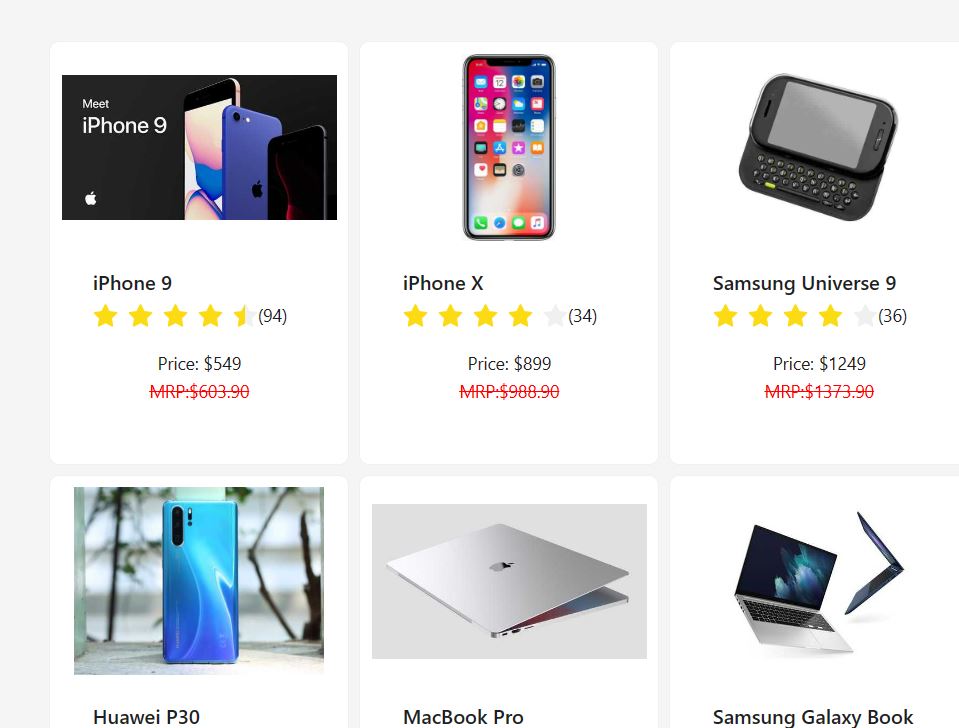 Meet
iPhone 9
iPhone 9
(94)
Price: $549
MRP:$603.90
iPhone X
(34)
Price: $899
MRP:$988.90
Samsung Universe 9
(36)
Price: $1249
MRP:$1373.90
Huawei P30
MacBook Pro
Samsung Galaxy Book